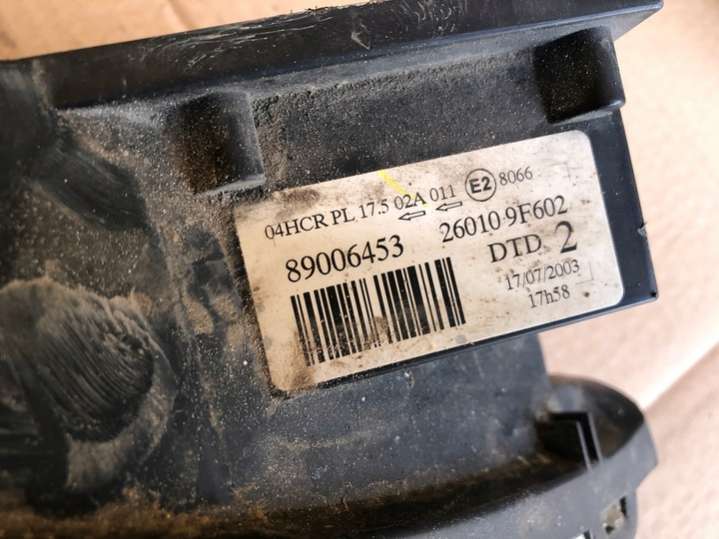 04HCR PL 17.5 02A 011 E2 8066
89006453 26010-9F602
DTD 2
17/07/2003
17h58